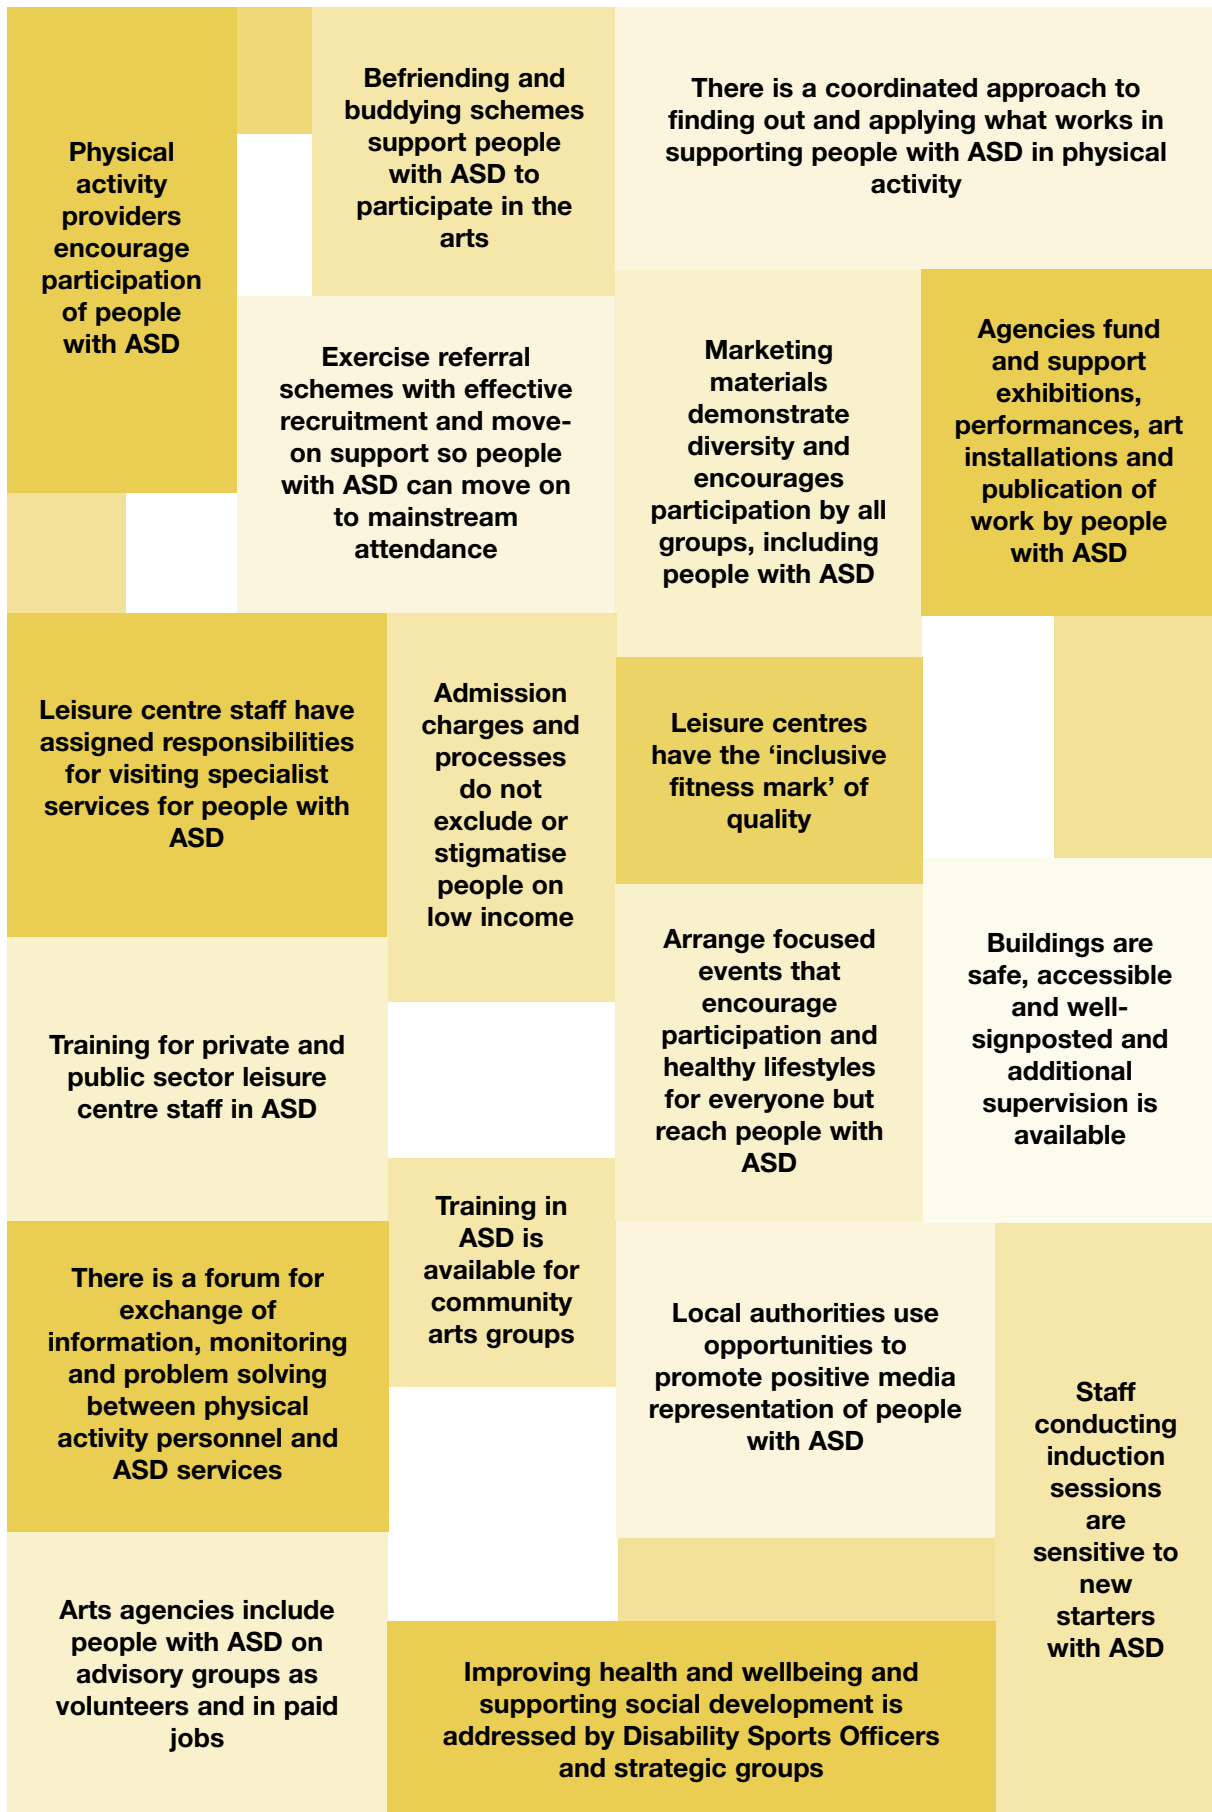 Physical
activity
providers
encourage
participation
of people
with ASD
Befriending and
buddying schemes
support people
with ASD to
participate in the
arts
There is a coordinated approach to
finding out and applying what works in
supporting people with ASD in physical
activity
Exercise referral
schemes with effective
recruitment and move-
on support so people
with ASD can move on
to mainstream
attendance
Marketing
materials
demonstrate
diversity and
encourages
participation by all
groups, including
people with ASD
Agencies fund
and support
exhibitions,
performances, art
installations and
publication of
work by people
with ASD
Leisure centre staff have
assigned responsibilities
for visiting specialist
services for people with
ASD
Admission
charges and
processes
do not
exclude or
stigmatise
people on
low income
Leisure centres
have the ‘inclusive
fitness mark’ of
quality
Training for private and
public sector leisure
centre staff in ASD
Arrange focused
events that
encourage
participation and
healthy lifestyles
for everyone but
reach people with
ASD
Buildings are
safe, accessible
and well-
signposted and
additional
supervision is
available
There is a forum for
exchange of
information, monitoring
and problem solving
between physical
activity personnel and
ASD services
Training in
ASD is
available for
community
arts groups
Local authorities use
opportunities to
promote positive media
representation of people
with ASD
Staff
conducting
induction
sessions
are
sensitive to
new
starters
with ASD
Arts agencies include
people with ASD on
advisory groups as
volunteers and in paid
jobs
Improving health and wellbeing and
supporting social development is
addressed by Disability Sports Officers
and strategic groups